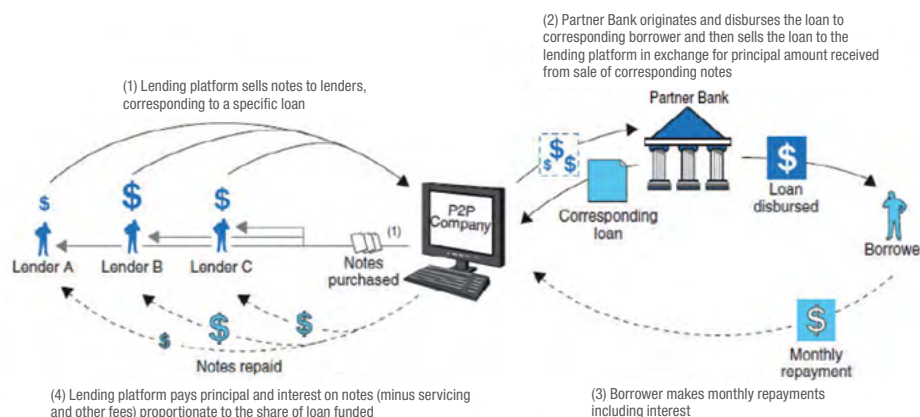 (2) Partner Bank originates and disburses the loan to
corresponding borrower and then sells the loan to the
lending platform in exchange for principal amount received
from sale of corresponding notes
(1) Lending platform sells notes to lenders,
corresponding to a specific loan
Partner Bank
$
$
$
$ $ $
$
P2P
Company
Corresponding
loan
Loan
disbursed
(1)
Lender A
Lender B
Lender C
Notes
purchased
Borrowe
$
$
$
$
Notes repaid
Monthly
repayment
(4) Lending platform pays principal and interest on notes (minus servicing
and other fees) proportionate to the share of loan funded
(3) Borrower makes monthly repayments
including interest